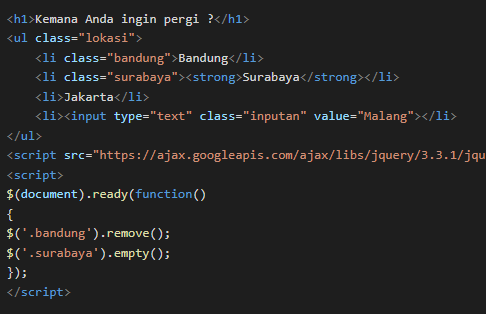 <h1>Kemana Anda ingin pergi ?</h1>
<ul class="lokasi">
<li class="bandung">Bandung</li>
<li class="surabaya"><strong>Surabaya</strong></li>
<li>Jakarta</li>
<li><input type="text" class="inputan" value="Malang"></li>
</ul>
<script src="https://ajax.googleapis.com/ajax/libs/jquery/3.3.1/jqu
<script>
$(document).ready(function()
{
$('.bandung').remove();
$('.surabaya').empty();
});
</script>